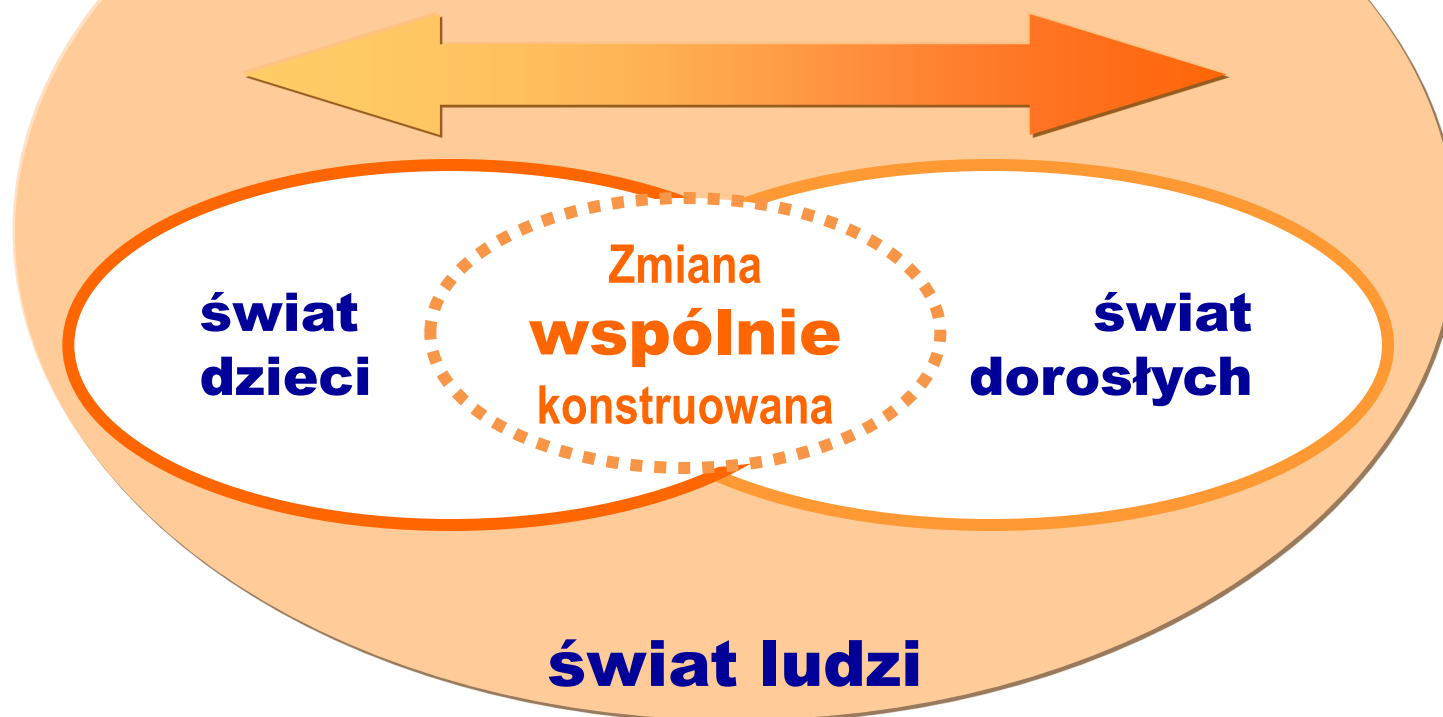 świat
dzieci
Zmiana
wspólnie
konstruowana
świat
dorosłych
świat ludzi